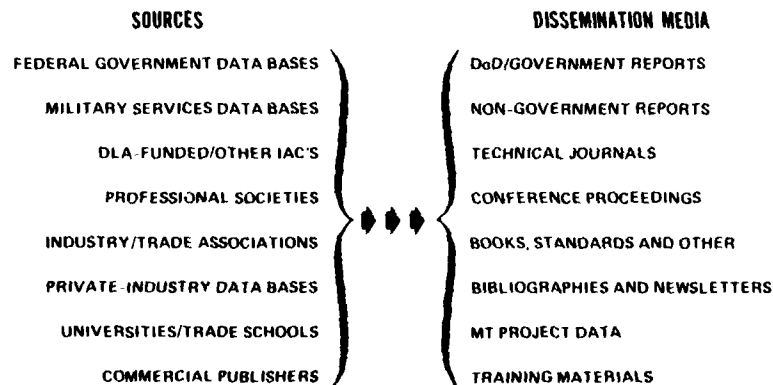 SOURCES
FEDERAL GOVERNMENT DATA BASES
MILITARY SERVICES DATA BASES
DLA-FUNDED/OTHER IAC'S
PROFESSIONAL SOCIETIES
INDUSTRY/TRADE ASSOCIATIONS
PRIVATE-INDUSTRY DATA BASES
UNIVERSITIES/TRADE SCHOOLS
COMMERCIAL PUBLISHERS
DISSEMINATION MEDIA
DoD/GOVERNMENT REPORTS
NON-GOVERNMENT REPORTS
TECHNICAL JOURNALS
CONFERENCE PROCEEDINGS
BOOKS, STANDARDS AND OTHER
BIBLIOGRAPHIES AND NEWSLETTERS
MT PROJECT DATA
TRAINING MATERIALS